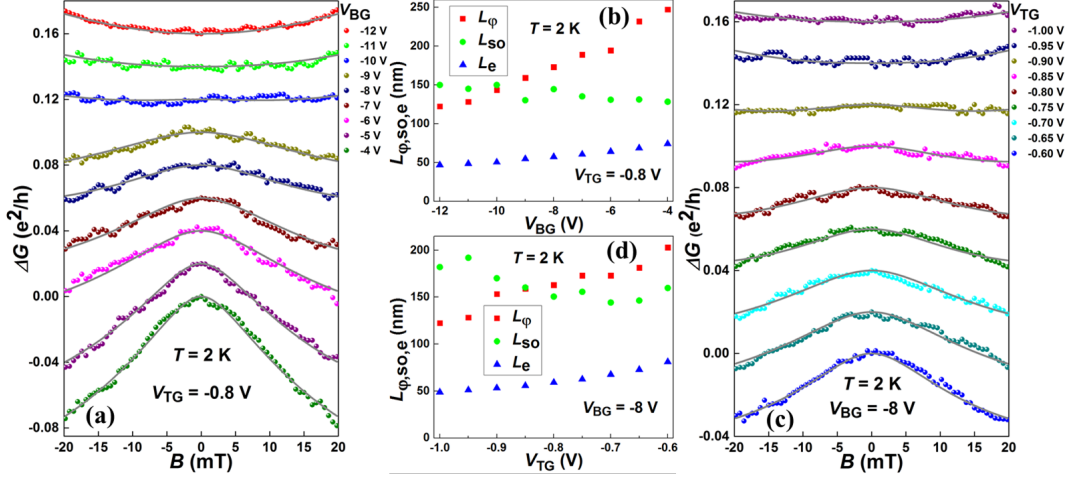 V_BG
-12 V
-11 V
-10 V
-9 V
-8 V
-7 V
-6 V
-5 V
-4 V
0.16
0.12
0.08
0.04
0.00
-0.04
-0.08
ΔG (e²/h)
T = 2 K
V_TG = -0.8 V
(a)
-20 -15 -10 -5 0 5 10 15 20
B (mT)
(b)
T = 2 K
L_φ
L_so
L_e
250
200
150
100
50
0
L_φ,so,e (nm)
V_TG = -0.8 V
-12 -10 -8 -6 -4
V_BG (V)
(d)
T = 2 K
L_φ
L_so
L_e
200
150
100
50
0
L_φ,so,e (nm)
V_BG = -8 V
-1.0 -0.9 -0.8 -0.7 -0.6
V_TG (V)
V_TG
-1.00 V
-0.95 V
-0.90 V
-0.85 V
-0.80 V
-0.75 V
-0.70 V
-0.65 V
-0.60 V
0.16
0.12
0.08
0.04
0.00
-0.04
ΔG (e²/h)
T = 2 K
V_BG = -8 V
(c)
-20 -15 -10 -5 0 5 10 15 20
B (mT)